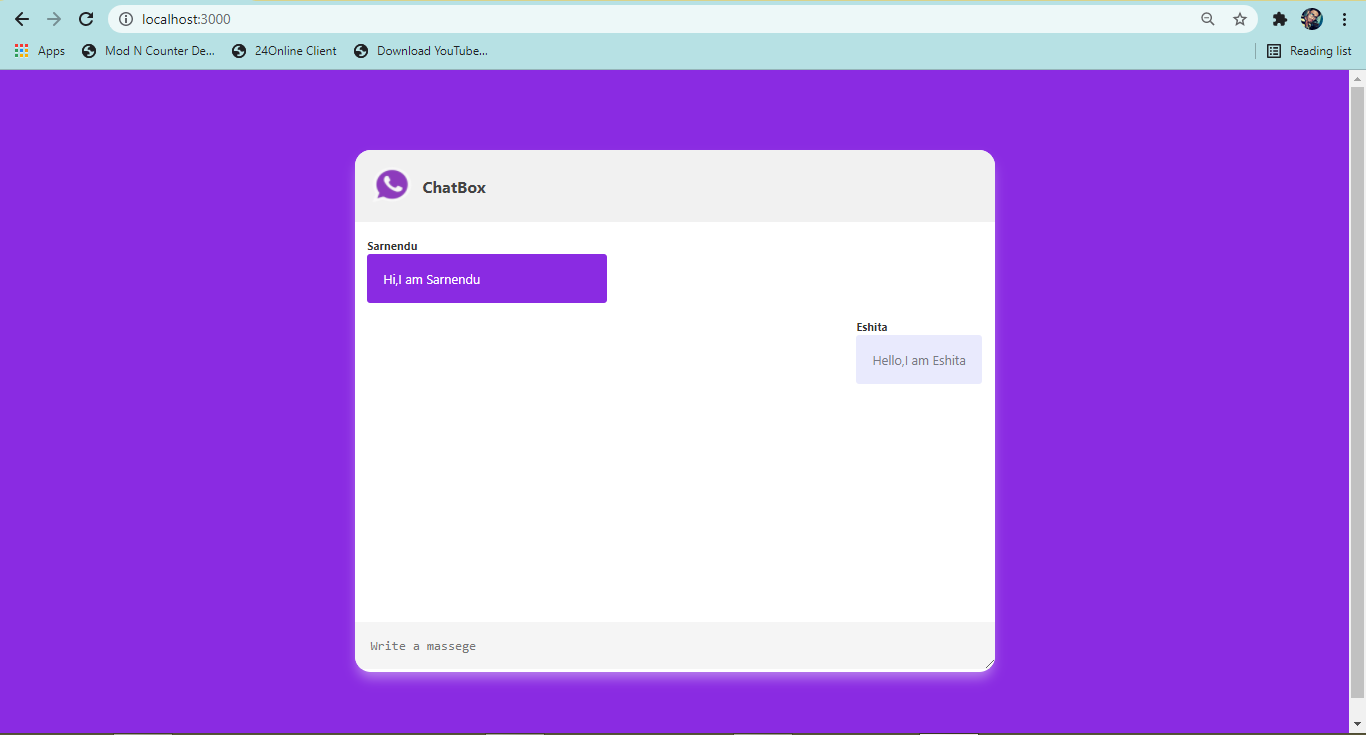 localhost:3000
Apps Mod N Counter De... 24Online Client Download YouTube... Reading list
ChatBox
Sarnendu
Hi,I am Sarnendu
Eshita
Hello,I am Eshita
Write a massege